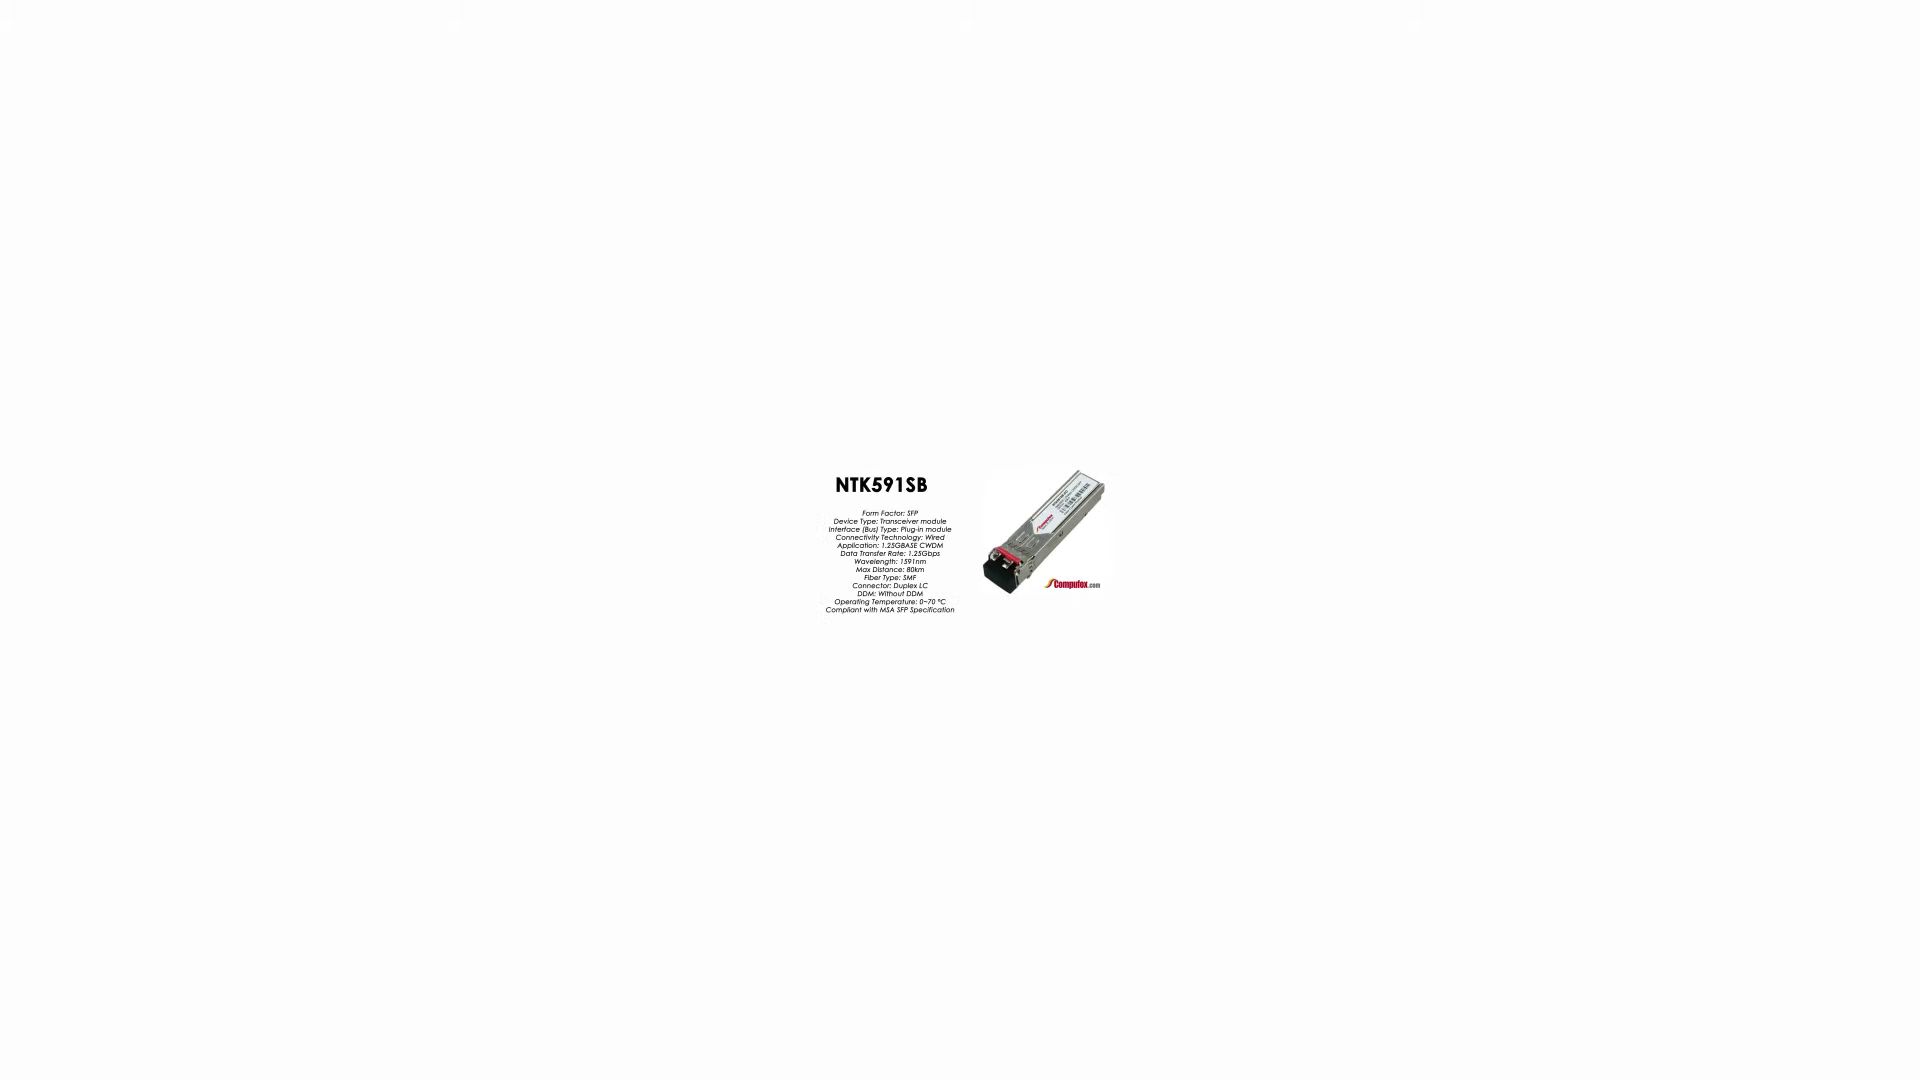 NTK591SB
Form Factor: SFP
Device Type: Transceiver module
Interface (Bus) Type: Plug-in module
Connectivity Technology: Wired
Application: 1.25GBASE CWDM
Data Transfer Rate: 1.25Gbps
Wavelength: 1591nm
Max Distance: 80km
Fiber Type: SMF
Connector: Duplex LC
DDM: Without DDM
Operating Temperature: 0~70 °C
Compliant with MSA SFP Specification
Compufox
Compufox.com